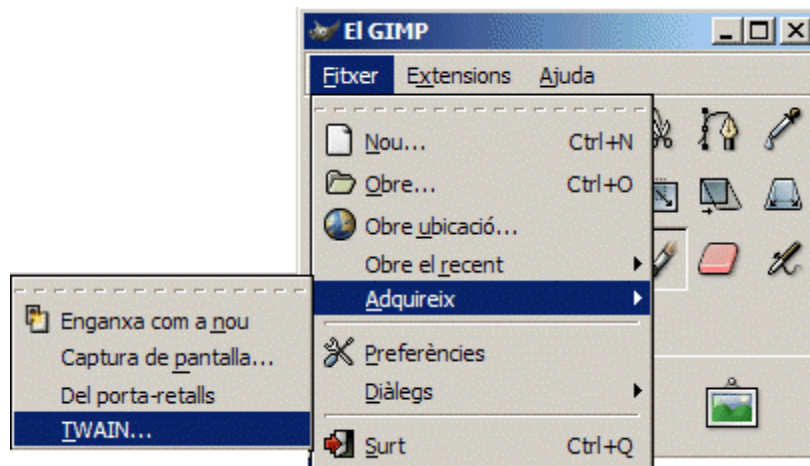 El GIMP
Fitxer Extensions Ajuda
Nou... Ctrl+N
Obre... Ctrl+O
Obre ubicació...
Obre el recent
Adquireix
Preferències
Diàlegs
Surt Ctrl+Q
Enganxa com a nou
Captura de pantalla...
Del porta-retalls
TWAIN...